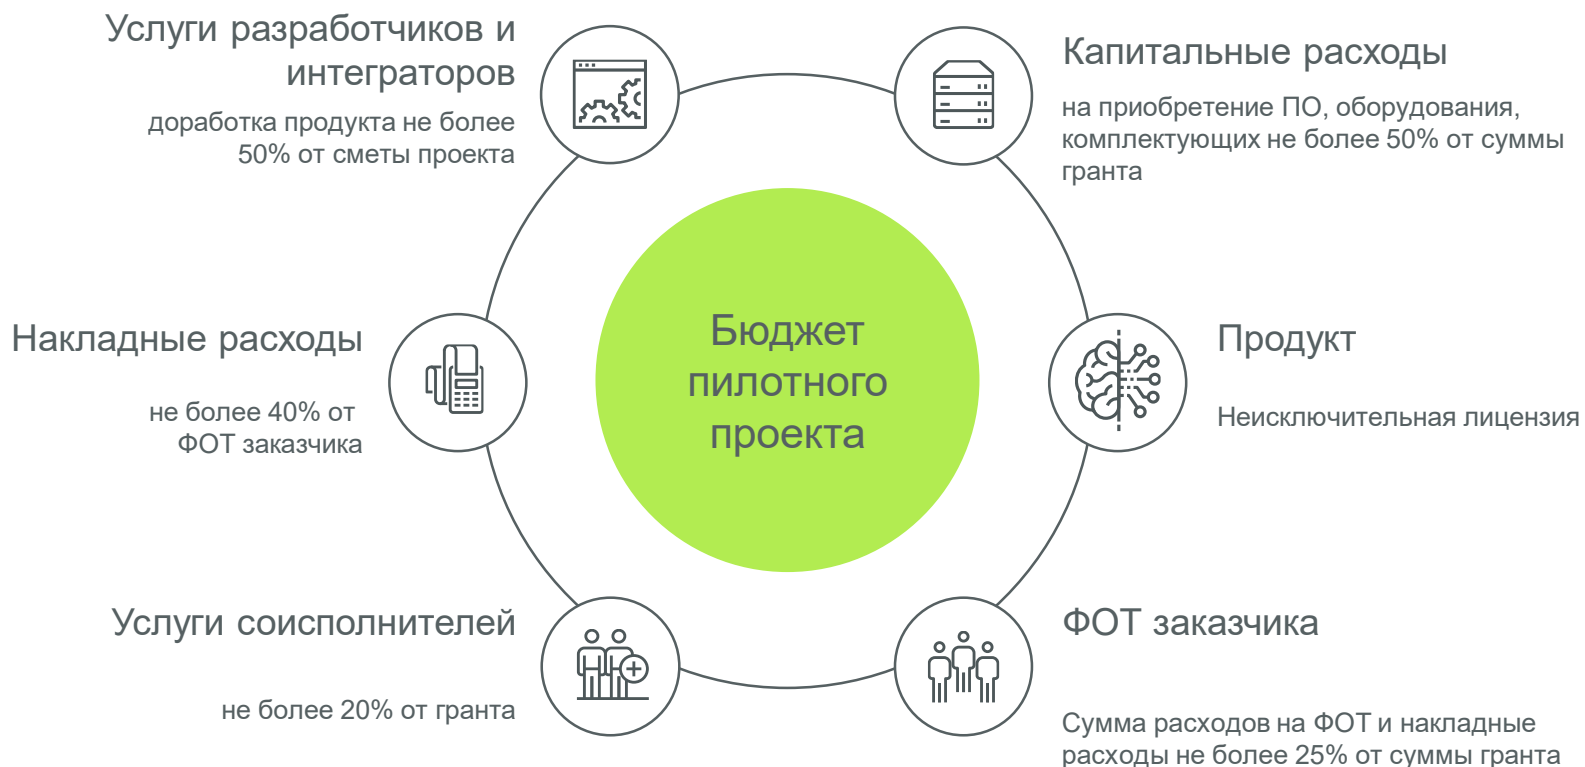 Услуги разработчиков и
интеграторов
доработка продукта не более
50% от сметы проекта
Капитальные расходы
на приобретение ПО, оборудования,
комплектующих не более 50% от суммы
гранта
Накладные расходы
не более 40% от
ФОТ заказчика
Бюджет
пилотного
проекта
Продукт
Неисключительная лицензия
Услуги соисполнителей
не более 20% от гранта
ФОТ заказчика
Сумма расходов на ФОТ и накладные
расходы не более 25% от суммы гранта